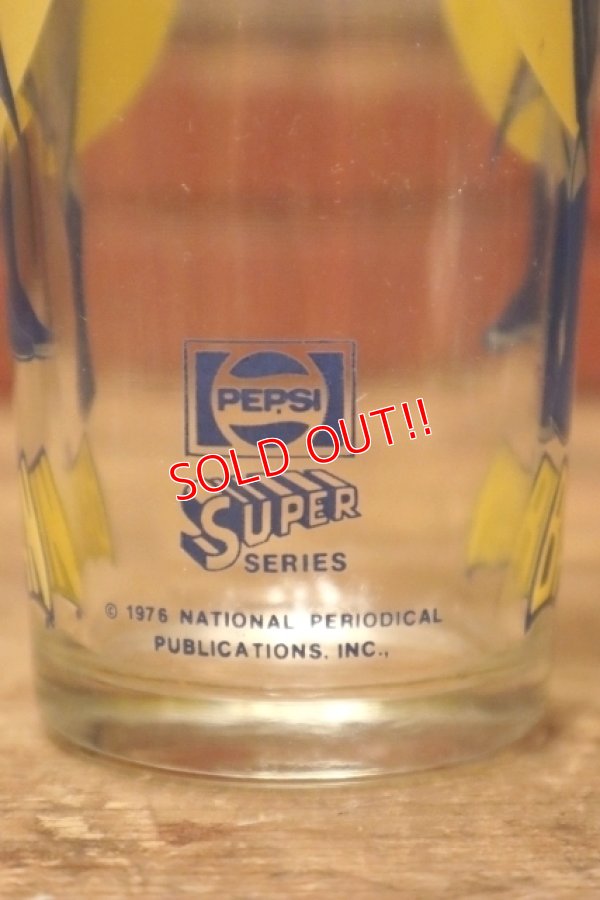 PEPSI
SOLD OUT!!
SUPER
SERIES
© 1976 NATIONAL PERIODICAL
PUBLICATIONS, INC.,